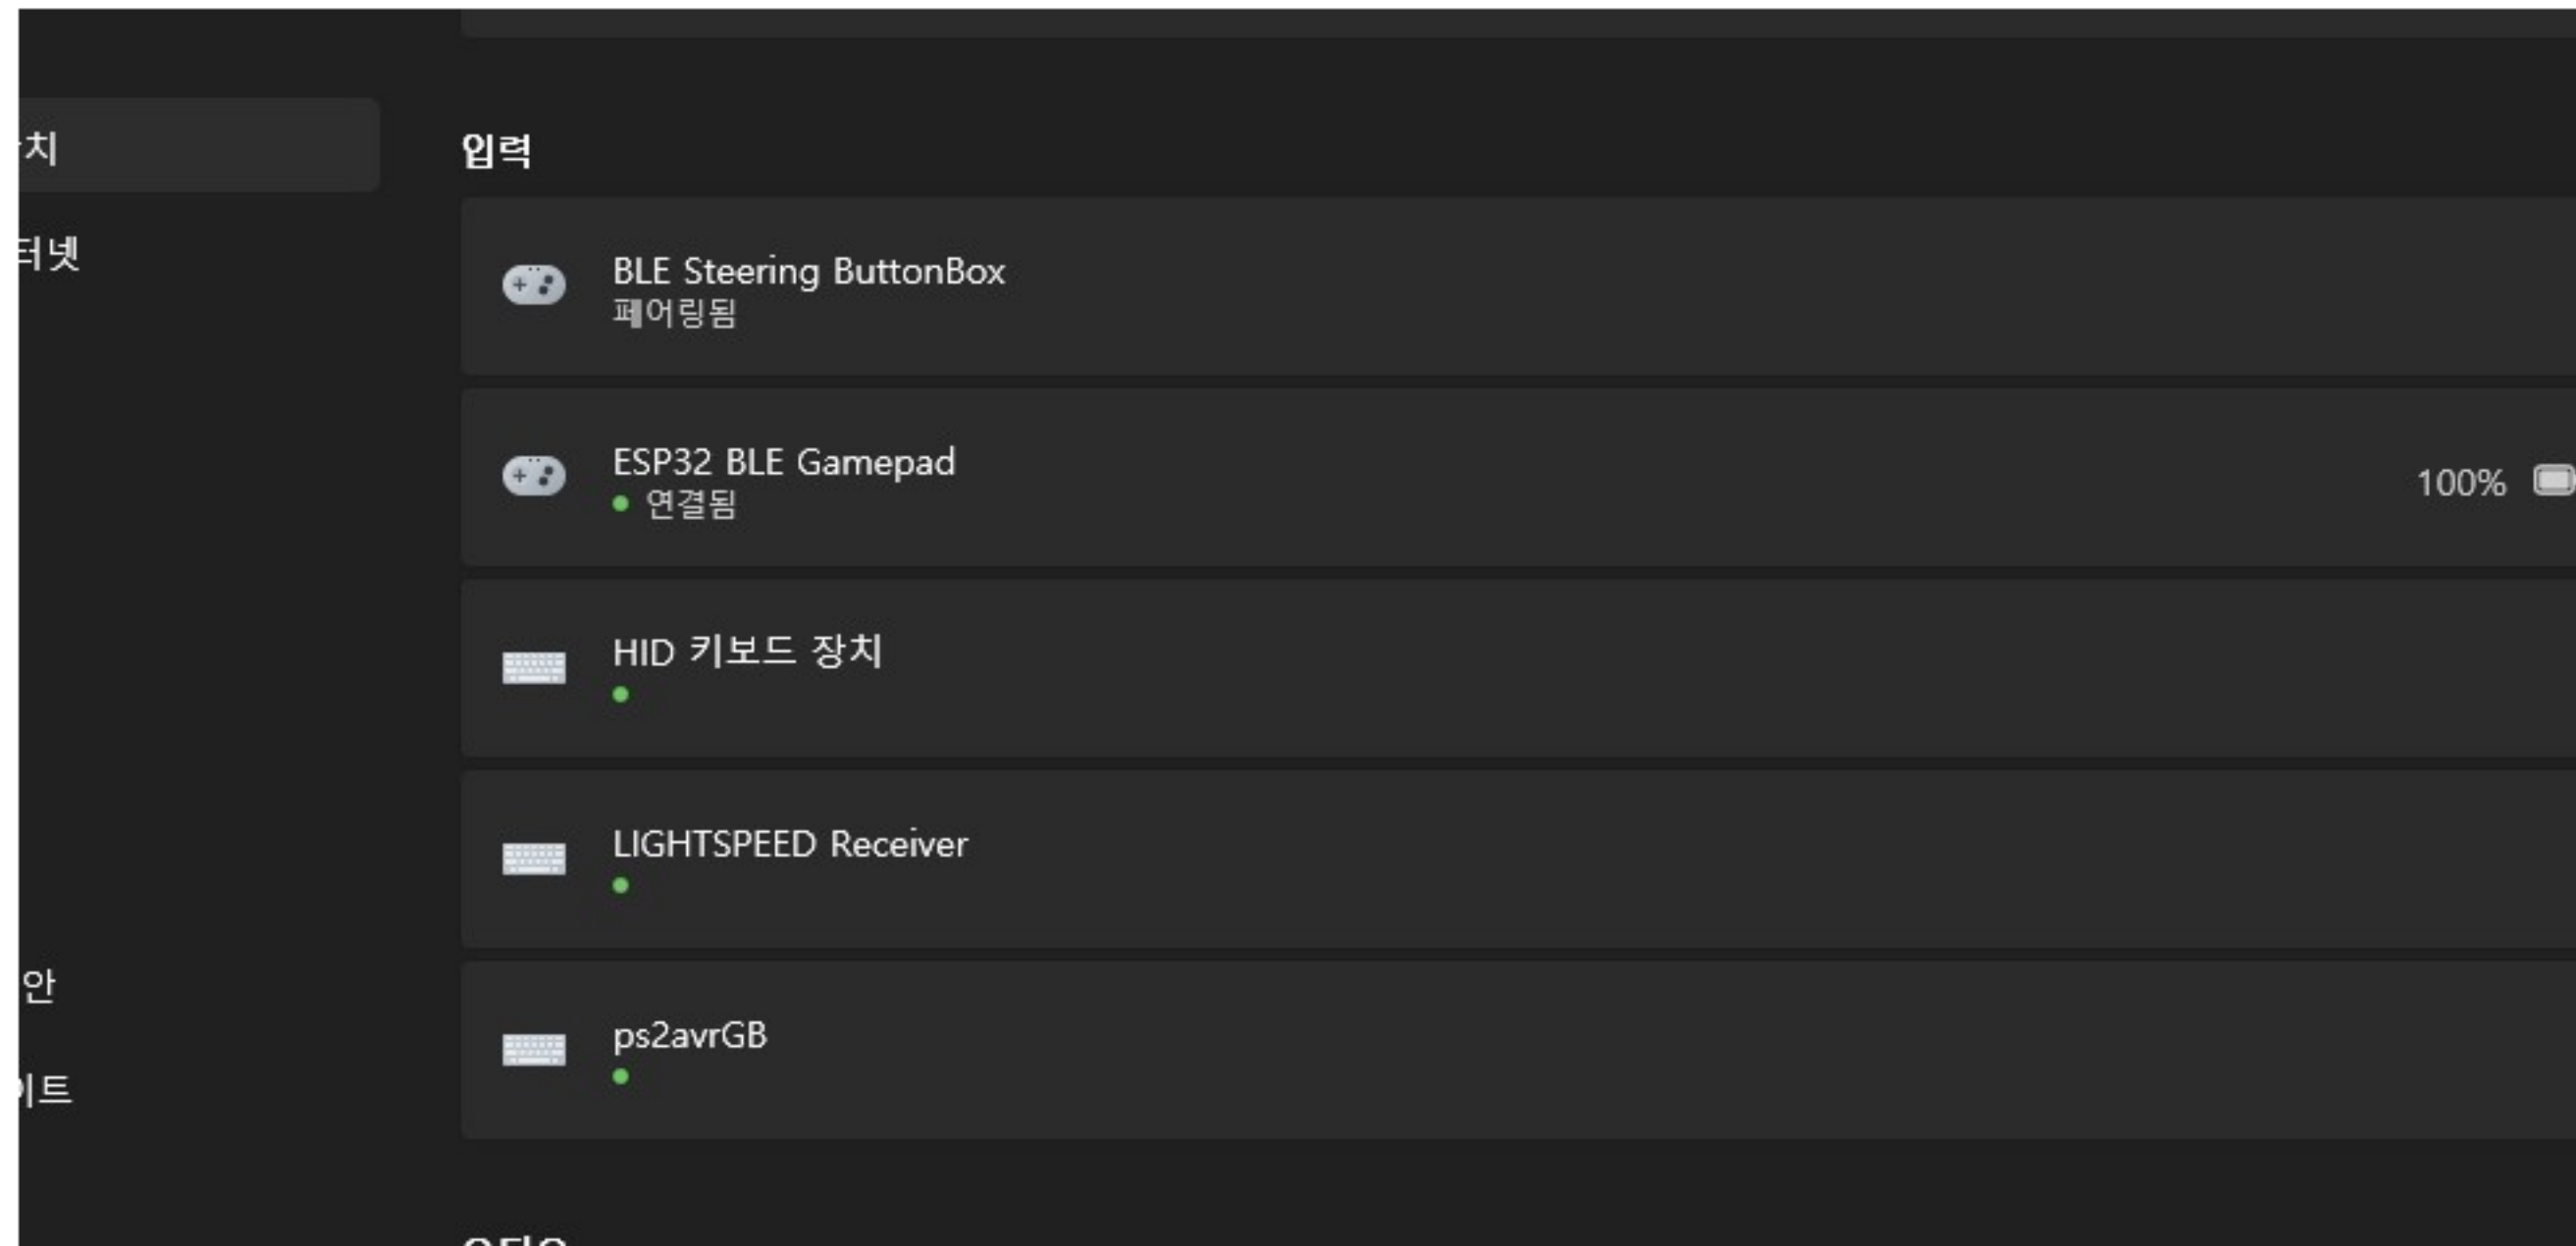 치
입력
터넷
BLE Steering ButtonBox
페어링됨
ESP32 BLE Gamepad
연결됨
100%
HID 키보드 장치
LIGHTSPEED Receiver
안
ps2avrGB
이트